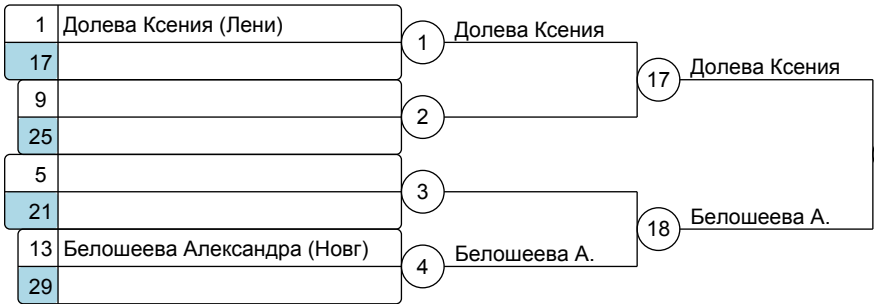 1 Долева Ксения (Лени)
17
9
25
5
21
13 Белошеева Александра (Новг)
29
1 Долева Ксения
2
3
4 Белошеева А.
17 Долева Ксения
18 Белошеева А.